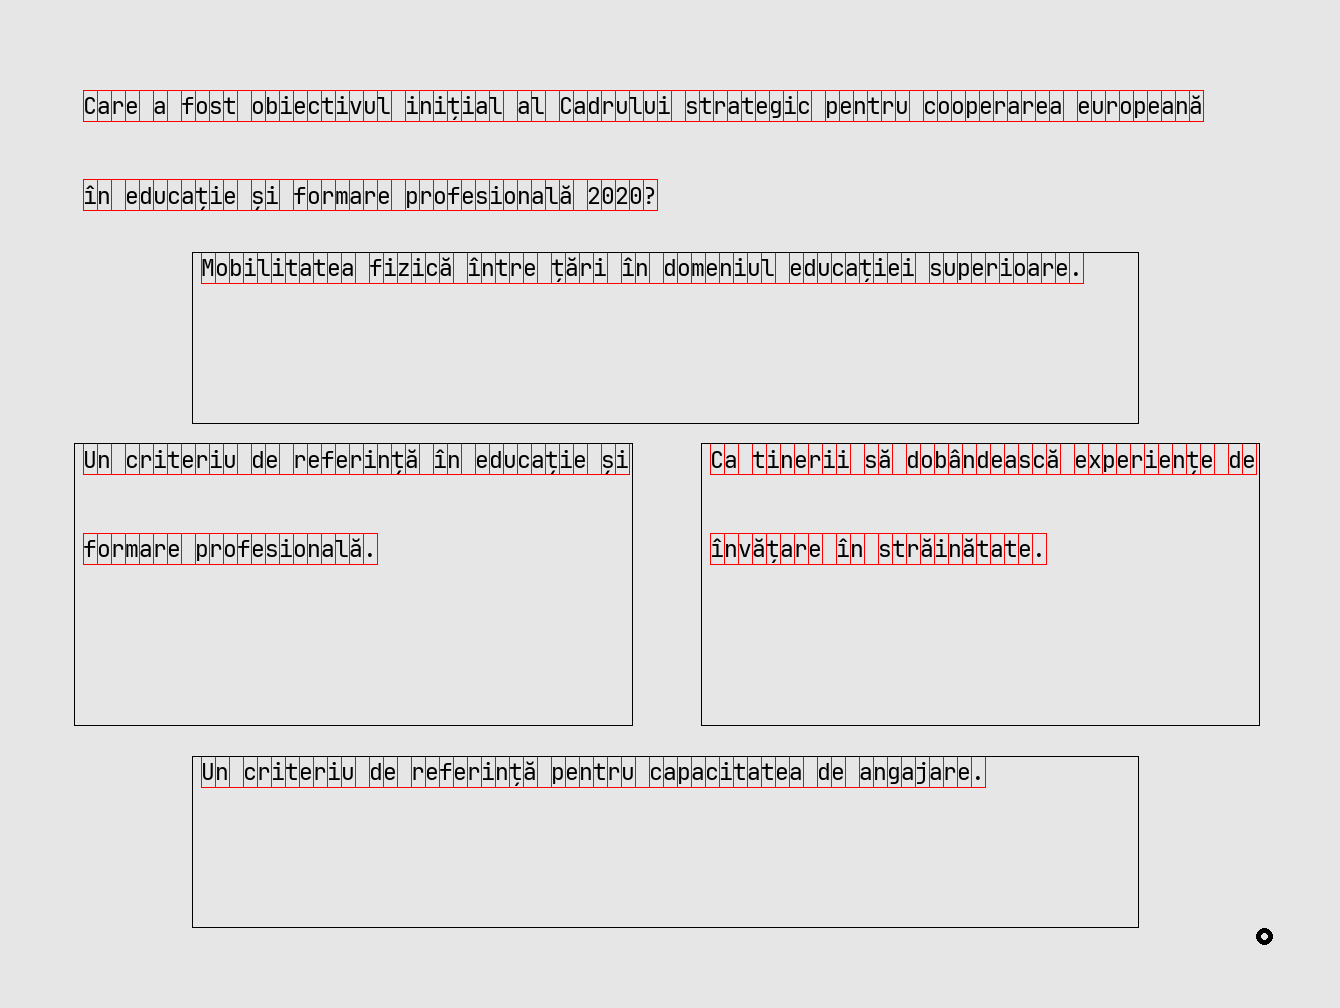 Care a fost obiectivul inițial al Cadrului strategic pentru cooperarea europeană
în educație și formare profesională 2020?
Mobilitatea fizică între țări în domeniul educației superioare.
Un criteriu de referință în educație și
formare profesională.
Ca tinerii să dobândească experiențe de
învățare în străinătate.
Un criteriu de referință pentru capacitatea de angajare.